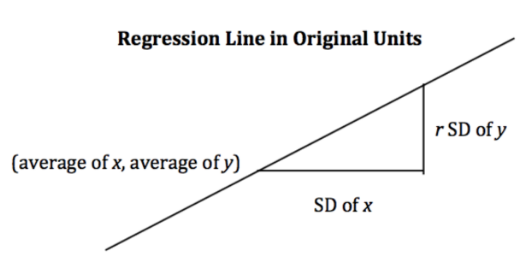 Regression Line in Original Units
r SD of y
(average of x, average of y)
SD of x